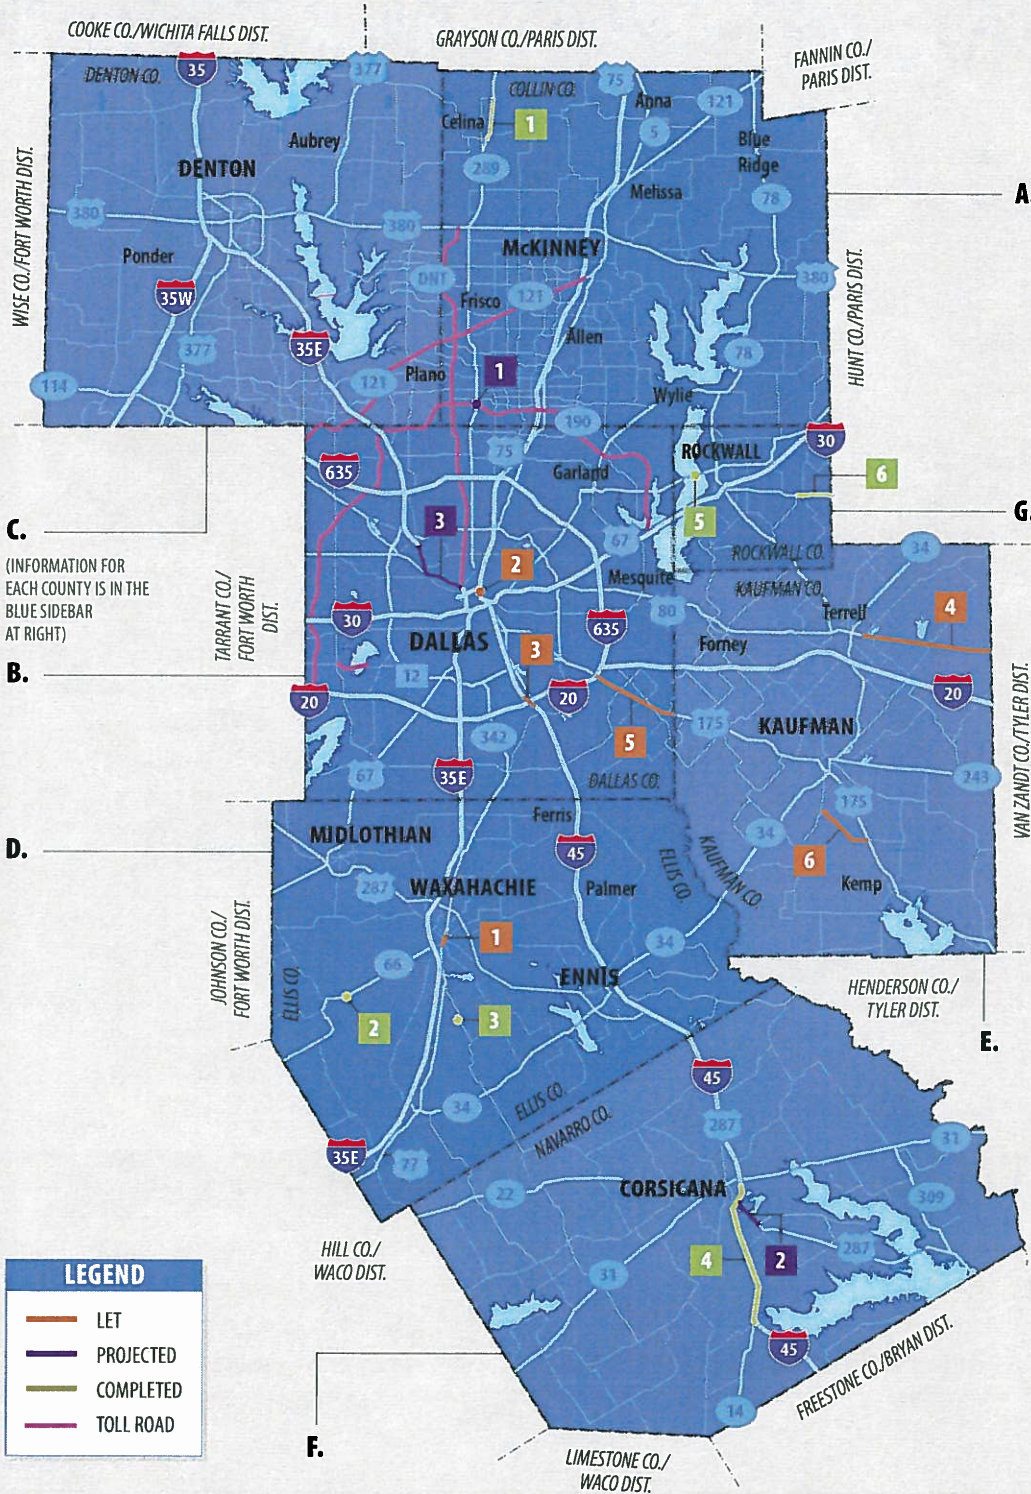 COOKE CO./WICHITA FALLS DIST.
GRAYSON CO./PARIS DIST.
FANNIN CO./
PARIS DIST.
DENTON CO.
35
377
COLLIN CO.
75
Anna
121
Celina
1
5
Blue
Ridge
Aubrey
DENTON
289
Melissa
78
A.
WISE CO./FORT WORTH DIST.
380
380
McKINNEY
Ponder
DNT
380
HUNT CO./PARIS DIST.
35W
Frisco
121
377
35E
Allen
78
114
121
Plano
1
Wylie
190
30
635
75
Garland
ROCKWALL
6
C.
3
5
G.
(INFORMATION FOR
EACH COUNTY IS IN THE
BLUE SIDEBAR
AT RIGHT)
67
ROCKWALL CO.
34
TARRANT CO./
FORT WORTH
DIST.
2
Mesquite
KAUFMAN CO.
80
Terrell
4
30
635
DALLAS
3
Forney
B.
12
20
20
20
VAN ZANDT CO./TYLER DIST.
342
5
175
KAUFMAN
67
35E
DALLAS CO.
243
175
Ferris
MIDLOTHIAN
34
D.
45
6
ELLIS CO.
KAUFMAN CO.
287
WAXAHACHIE
Palmer
Kemp
JOHNSON CO./
FORT WORTH DIST.
1
34
66
ENNIS
ELLIS CO.
HENDERSON CO./
TYLER DIST.
2
3
E.
45
ELLIS CO.
34
NAVARRO CO.
287
31
35E
77
22
CORSICANA
309
HILL CO./
WACO DIST.
4
2
287
31
LEGEND
LET
PROJECTED
COMPLETED
TOLL ROAD
45
FREESTONE CO./BRYAN DIST.
14
F.
LIMESTONE CO./
WACO DIST.